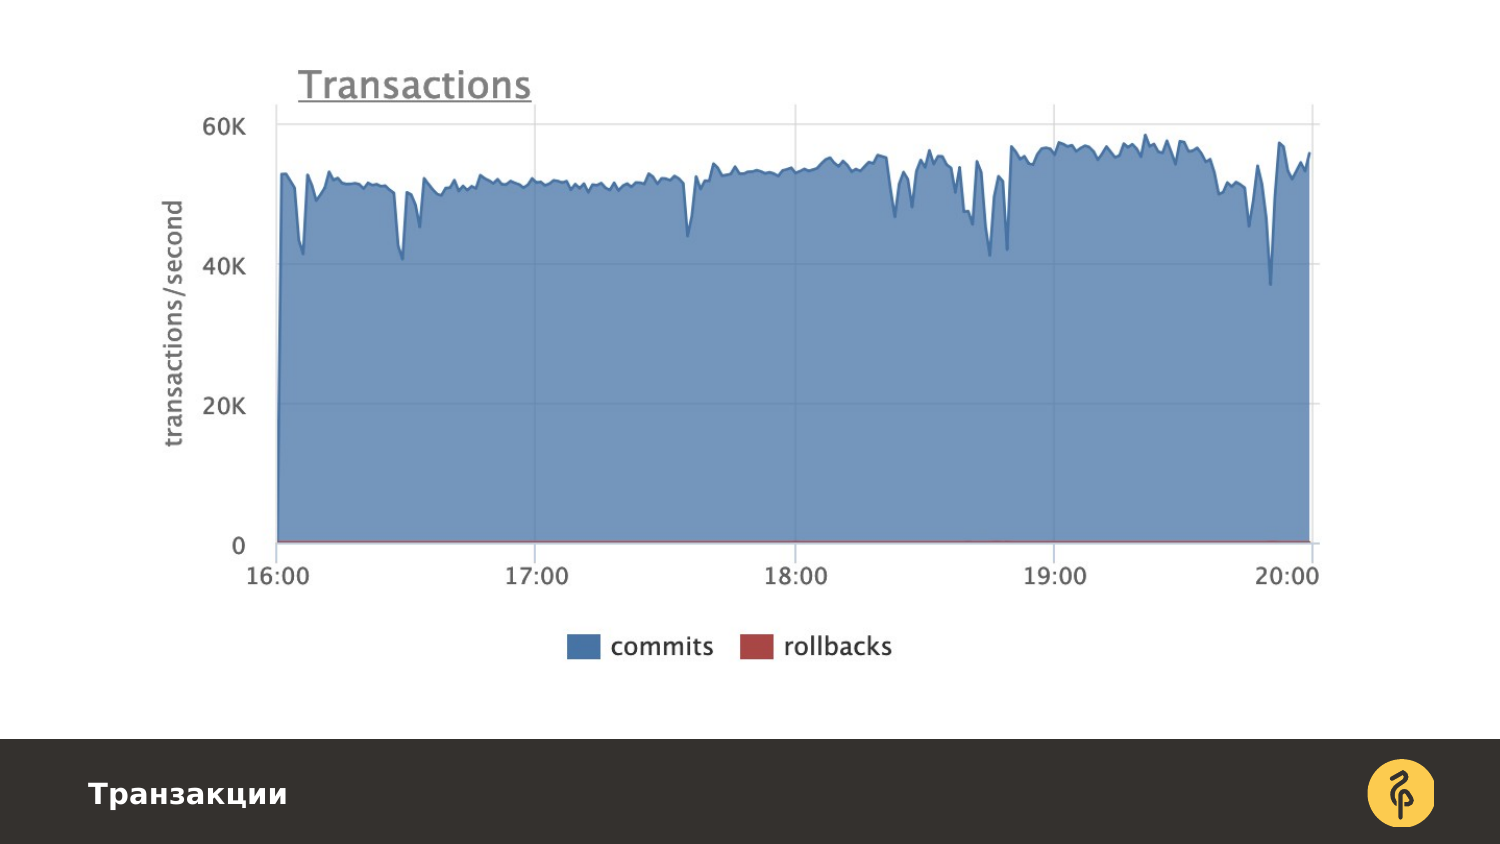 Transactions
60K
40K
20K
0
transactions/second
16:00 17:00 18:00 19:00 20:00
commits rollbacks
Транзакции